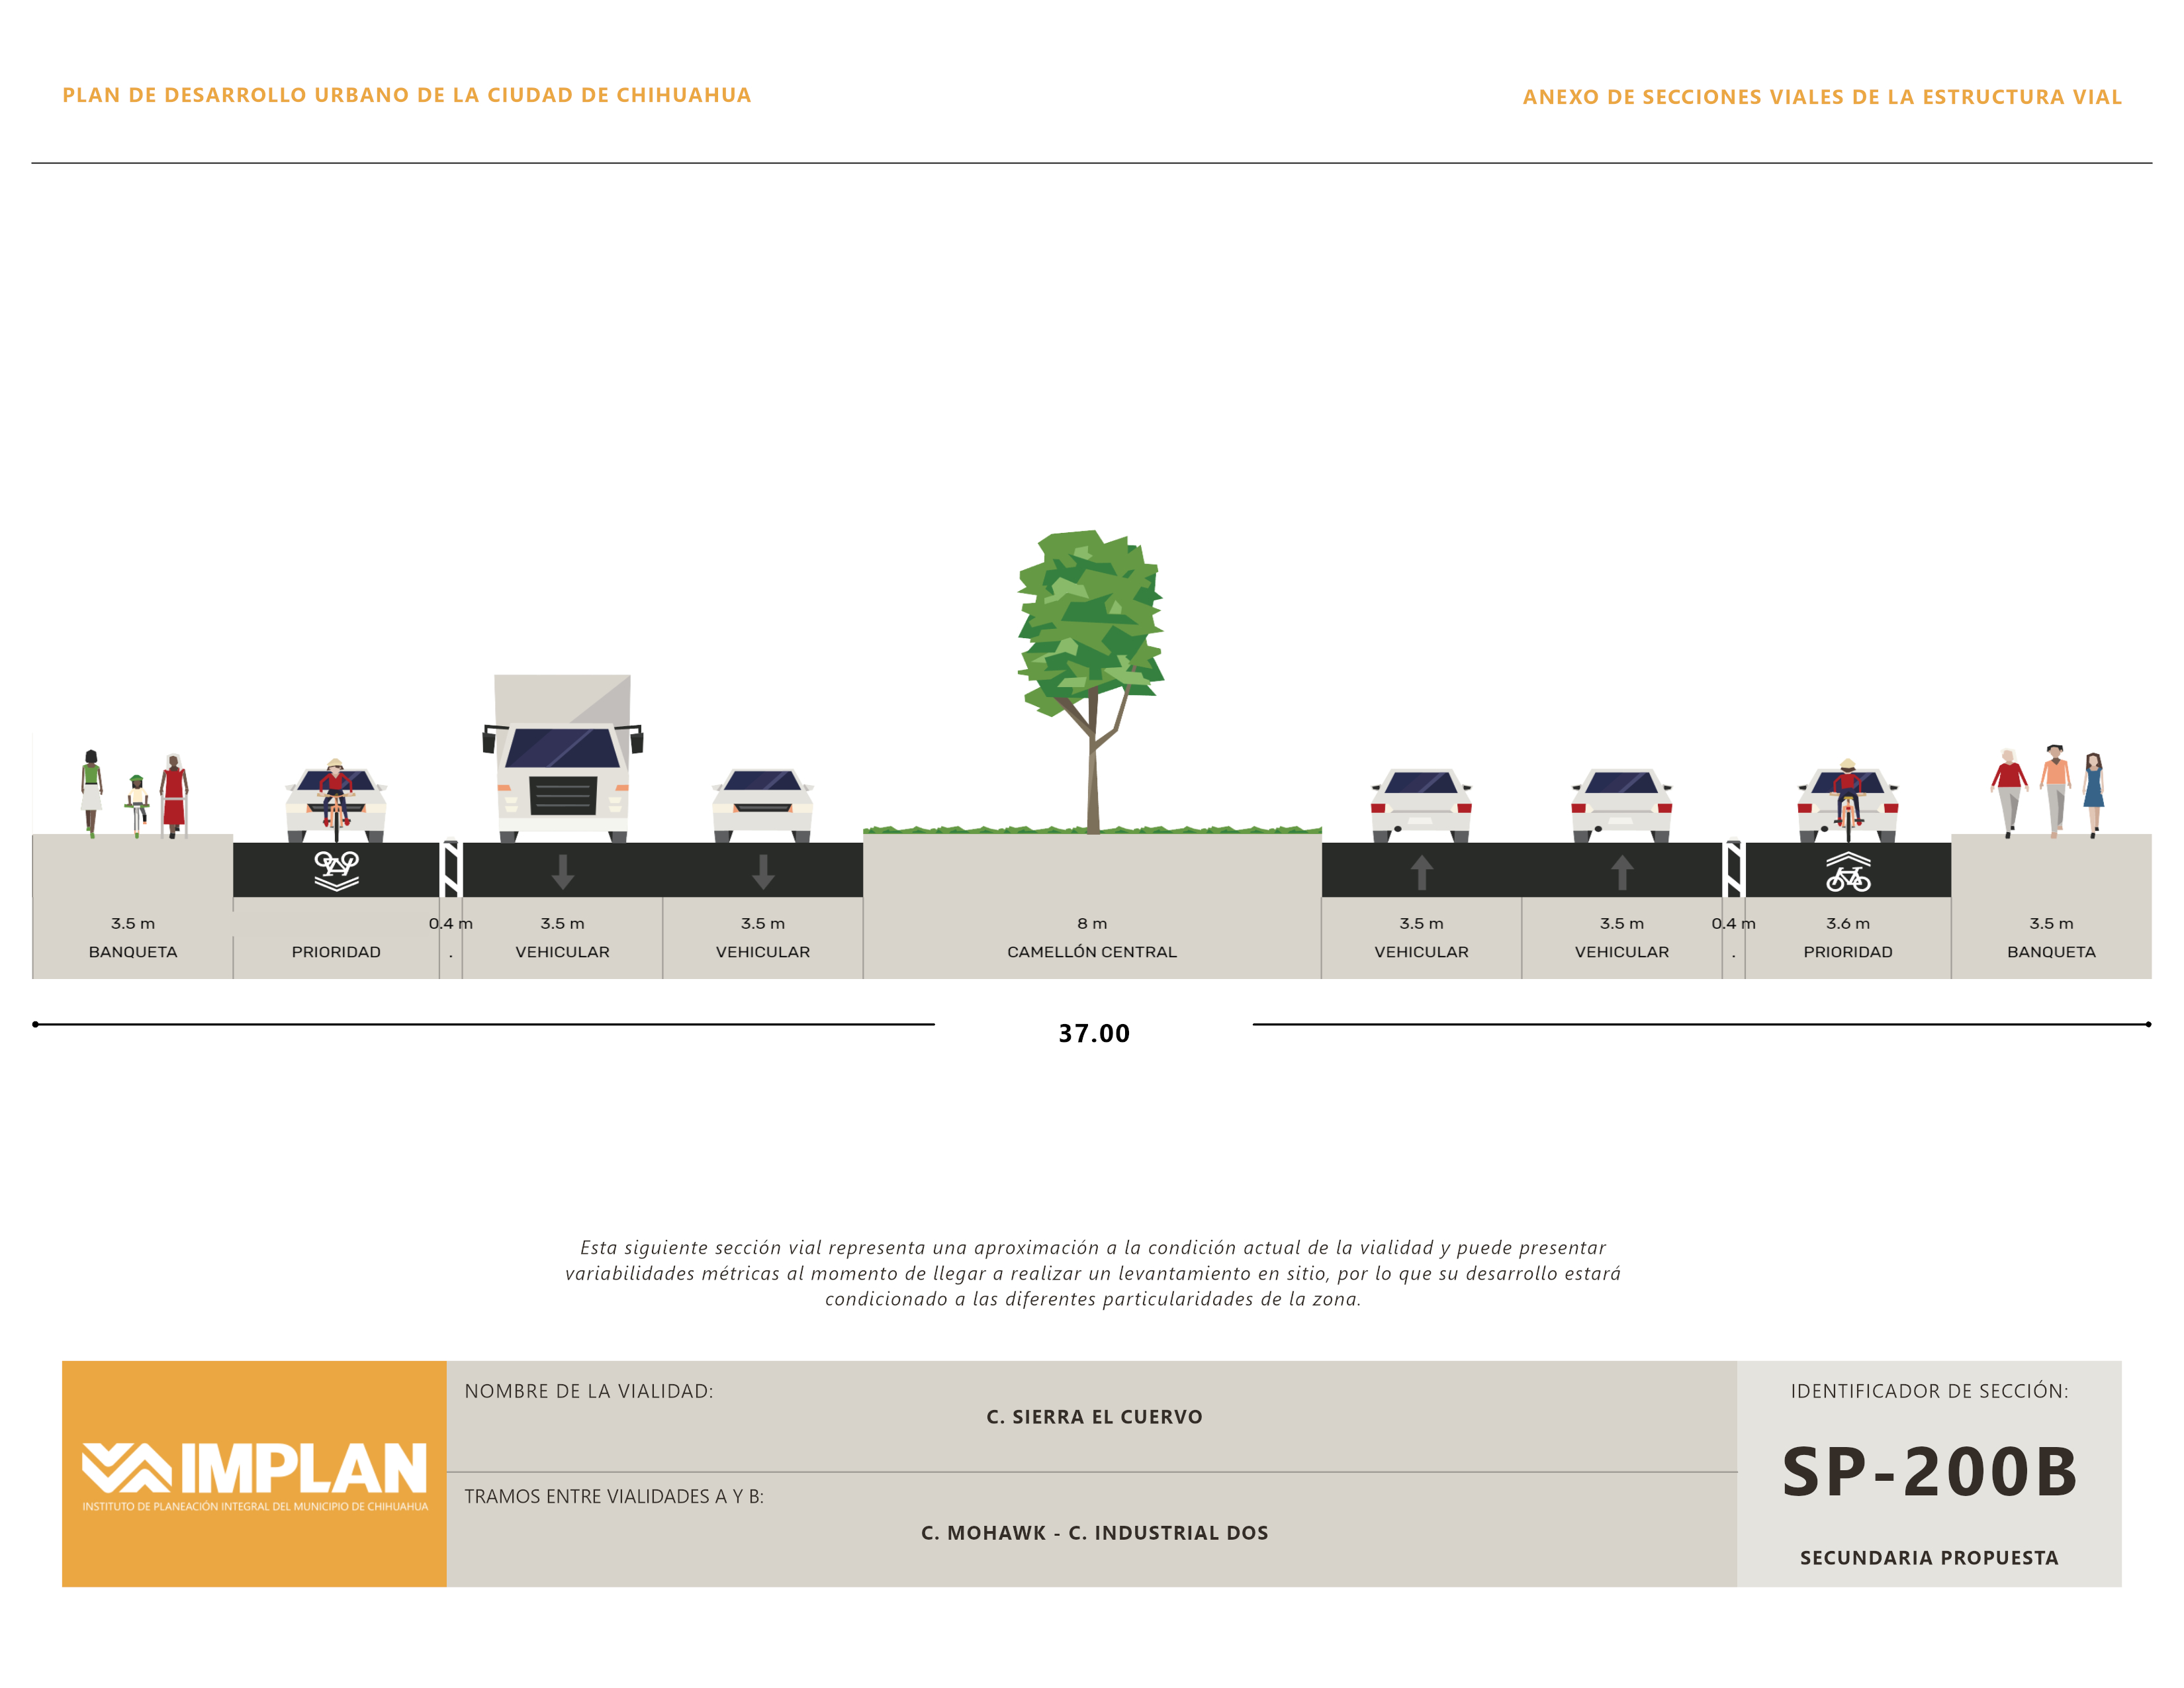 PLAN DE DESARROLLO URBANO DE LA CIUDAD DE CHIHUAHUA
ANEXO DE SECCIONES VIALES DE LA ESTRUCTURA VIAL
3.5 m 0.4 m 3.5 m 3.5 m 8 m 3.5 m 3.5 m 0.4 m 3.6 m 3.5 m
BANQUETA PRIORIDAD . VEHICULAR VEHICULAR CAMELLÓN CENTRAL VEHICULAR VEHICULAR . PRIORIDAD BANQUETA
37.00
Esta siguiente sección vial representa una aproximación a la condición actual de la vialidad y puede presentar
variabilidades métricas al momento de llegar a realizar un levantamiento en sitio, por lo que su desarrollo estará
condicionado a las diferentes particularidades de la zona.
IMPLAN
INSTITUTO DE PLANEACIÓN INTEGRAL DEL MUNICIPIO DE CHIHUAHUA
NOMBRE DE LA VIALIDAD:
C. SIERRA EL CUERVO
TRAMOS ENTRE VIALIDADES A Y B:
C. MOHAWK - C. INDUSTRIAL DOS
IDENTIFICADOR DE SECCIÓN:
SP-200B
SECUNDARIA PROPUESTA